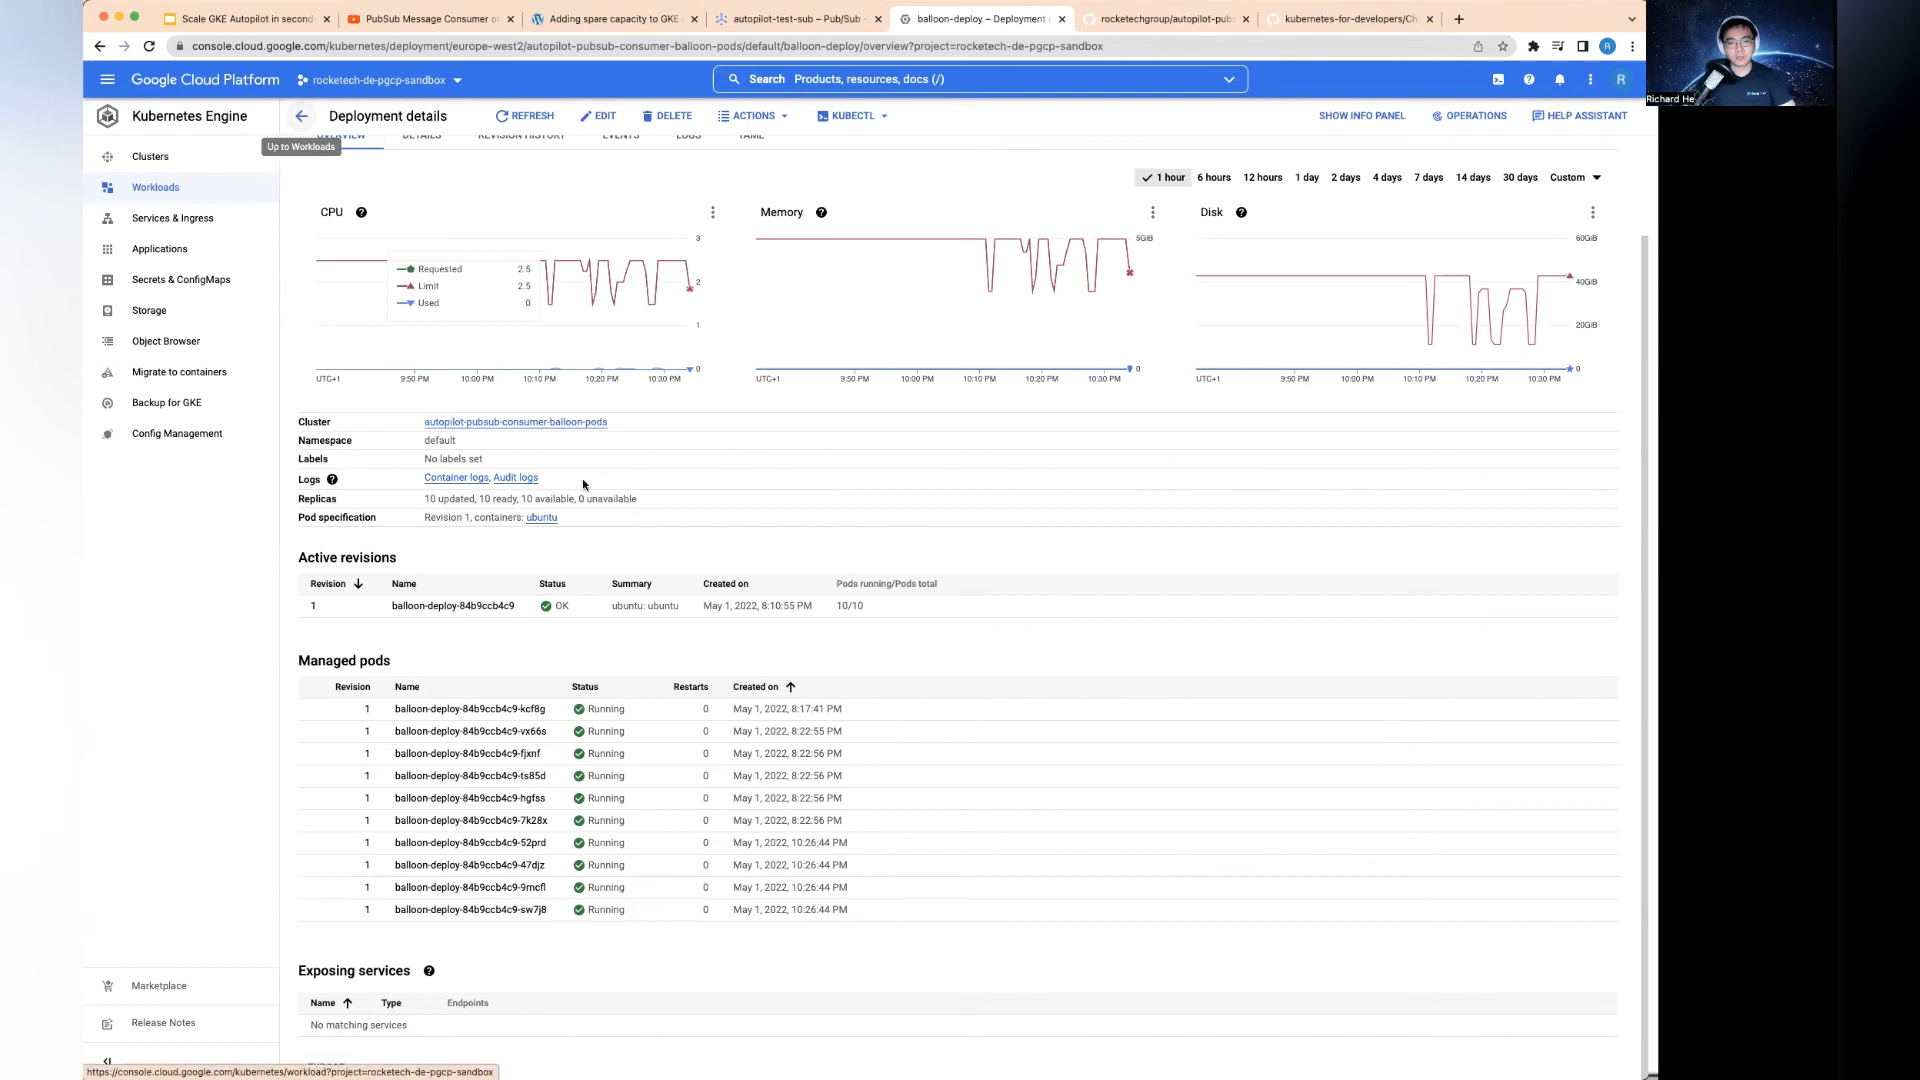 Scale GKE Autopilot in second
PubSub Message Consumer o
Adding spare capacity to GKE
autopilot-test-sub – Pub/Sub
balloon-deploy – Deployment
rocketechgroup/autopilot-pub
kubernetes-for-developers/Ch
console.cloud.google.com/kubernetes/deployment/europe-west2/autopilot-pubsub-consumer-balloon-pods/default/balloon-deploy/overview?project=rocketech-de-pgcp-sandbox
R
Google Cloud Platform
rocketech-de-pgcp-sandbox
Search Products, resources, docs (/)
R
Richard He
Kubernetes Engine
Deployment details
REFRESH
EDIT
DELETE
ACTIONS
KUBECTL
SHOW INFO PANEL
OPERATIONS
HELP ASSISTANT
OVERVIEW
DETAILS
REVISION HISTORY
EVENTS
LOGS
YAML
Up to Workloads
Clusters
Workloads
Services & Ingress
Applications
Secrets & ConfigMaps
Storage
Object Browser
Migrate to containers
Backup for GKE
Config Management
Marketplace
Release Notes
1 hour 6 hours 12 hours 1 day 2 days 4 days 7 days 14 days 30 days Custom
CPU
3
2
1
0
Requested 2.5
Limit 2.5
Used 0
UTC+1 9:50 PM 10:00 PM 10:10 PM 10:20 PM 10:30 PM
Memory
5GiB
0
UTC+1 9:50 PM 10:00 PM 10:10 PM 10:20 PM 10:30 PM
Disk
60GiB
40GiB
20GiB
0
UTC+1 9:50 PM 10:00 PM 10:10 PM 10:20 PM 10:30 PM
Cluster autopilot-pubsub-consumer-balloon-pods
Namespace default
Labels No labels set
Logs Container logs, Audit logs
Replicas 10 updated, 10 ready, 10 available, 0 unavailable
Pod specification Revision 1, containers: ubuntu
Active revisions
Revision Name Status Summary Created on Pods running/Pods total
1 balloon-deploy-84b9ccb4c9 OK ubuntu: ubuntu May 1, 2022, 8:10:55 PM 10/10
Managed pods
Revision Name Status Restarts Created on
1 balloon-deploy-84b9ccb4c9-kcf8g Running 0 May 1, 2022, 8:17:41 PM
1 balloon-deploy-84b9ccb4c9-vx66s Running 0 May 1, 2022, 8:22:55 PM
1 balloon-deploy-84b9ccb4c9-fjxnf Running 0 May 1, 2022, 8:22:56 PM
1 balloon-deploy-84b9ccb4c9-ts85d Running 0 May 1, 2022, 8:22:56 PM
1 balloon-deploy-84b9ccb4c9-hgfss Running 0 May 1, 2022, 8:22:56 PM
1 balloon-deploy-84b9ccb4c9-7k28x Running 0 May 1, 2022, 8:22:56 PM
1 balloon-deploy-84b9ccb4c9-52prd Running 0 May 1, 2022, 10:26:44 PM
1 balloon-deploy-84b9ccb4c9-47djz Running 0 May 1, 2022, 10:26:44 PM
1 balloon-deploy-84b9ccb4c9-9mcfl Running 0 May 1, 2022, 10:26:44 PM
1 balloon-deploy-84b9ccb4c9-sw7j8 Running 0 May 1, 2022, 10:26:44 PM
Exposing services
Name Type Endpoints
No matching services
https://console.cloud.google.com/kubernetes/workload?project=rocketech-de-pgcp-sandbox